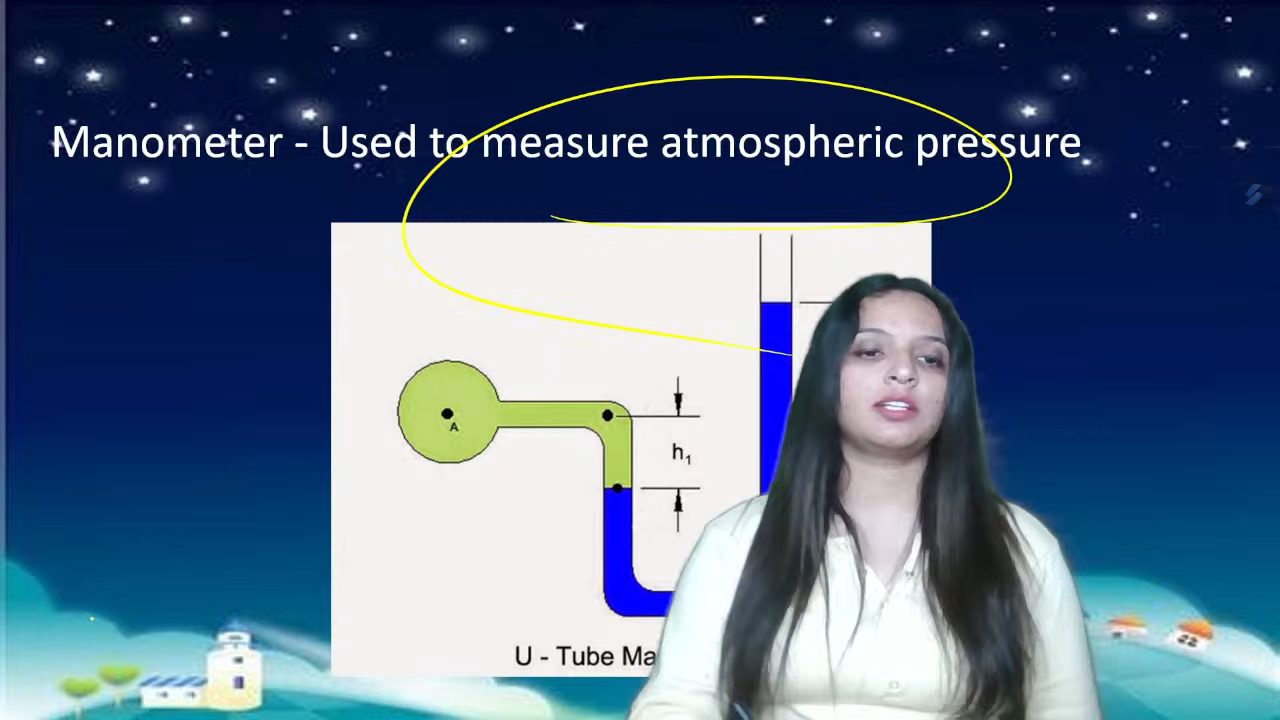 Manometer - Used to measure atmospheric pressure
A
h₁
U - Tube Ma